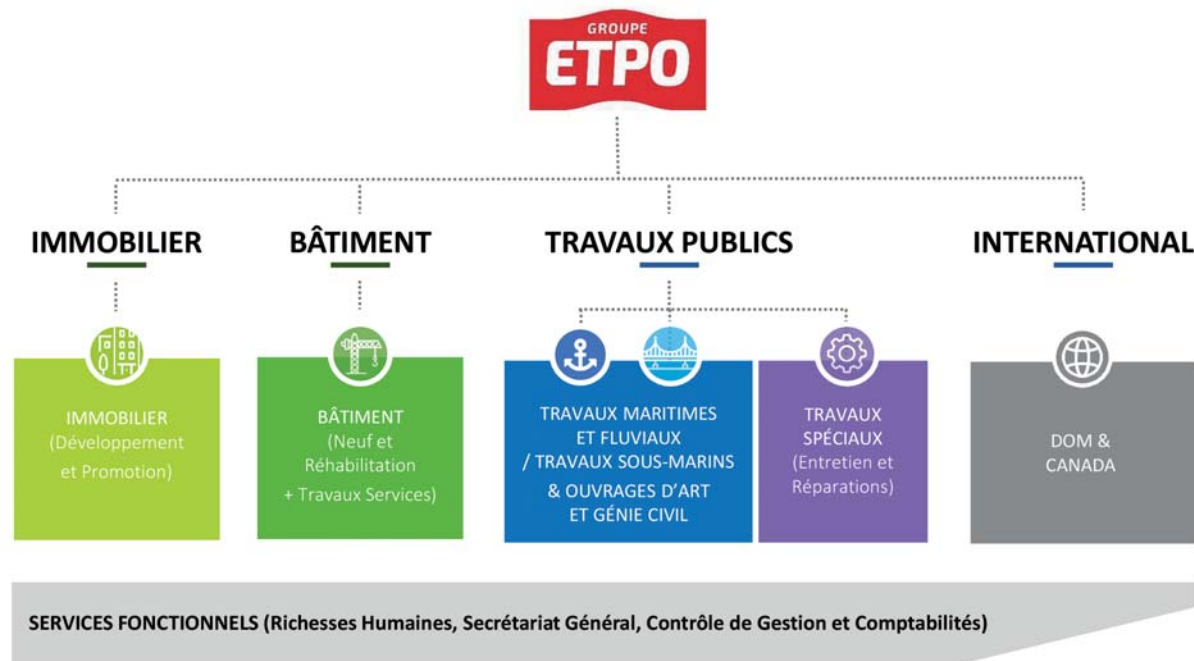 GROUPE
ETPO
IMMOBILIER
BÂTIMENT
TRAVAUX PUBLICS
INTERNATIONAL
IMMOBILIER
(Développement
et Promotion)
BÂTIMENT
(Neuf et
Réhabilitation
+ Travaux Services)
TRAVAUX MARITIMES
ET FLUVIAUX
/ TRAVAUX SOUS-MARINS
& OUVRAGES D'ART
ET GÉNIE CIVIL
TRAVAUX
SPÉCIAUX
(Entretien et
Réparations)
DOM &
CANADA
SERVICES FONCTIONNELS (Richesses Humaines, Secrétariat Général, Contrôle de Gestion et Comptabilités)